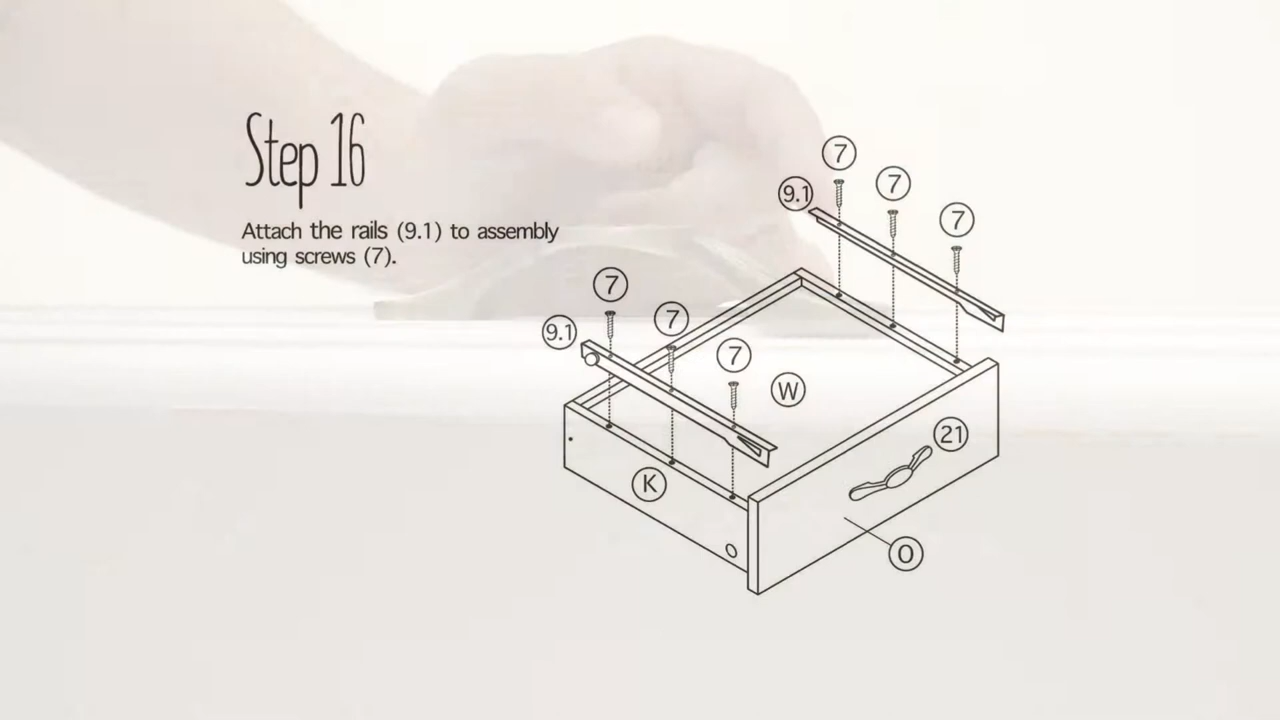 Step 16
Attach the rails (9.1) to assembly
using screws (7).
7
7
7
9.1
7
7
7
9.1
W
21
K
O